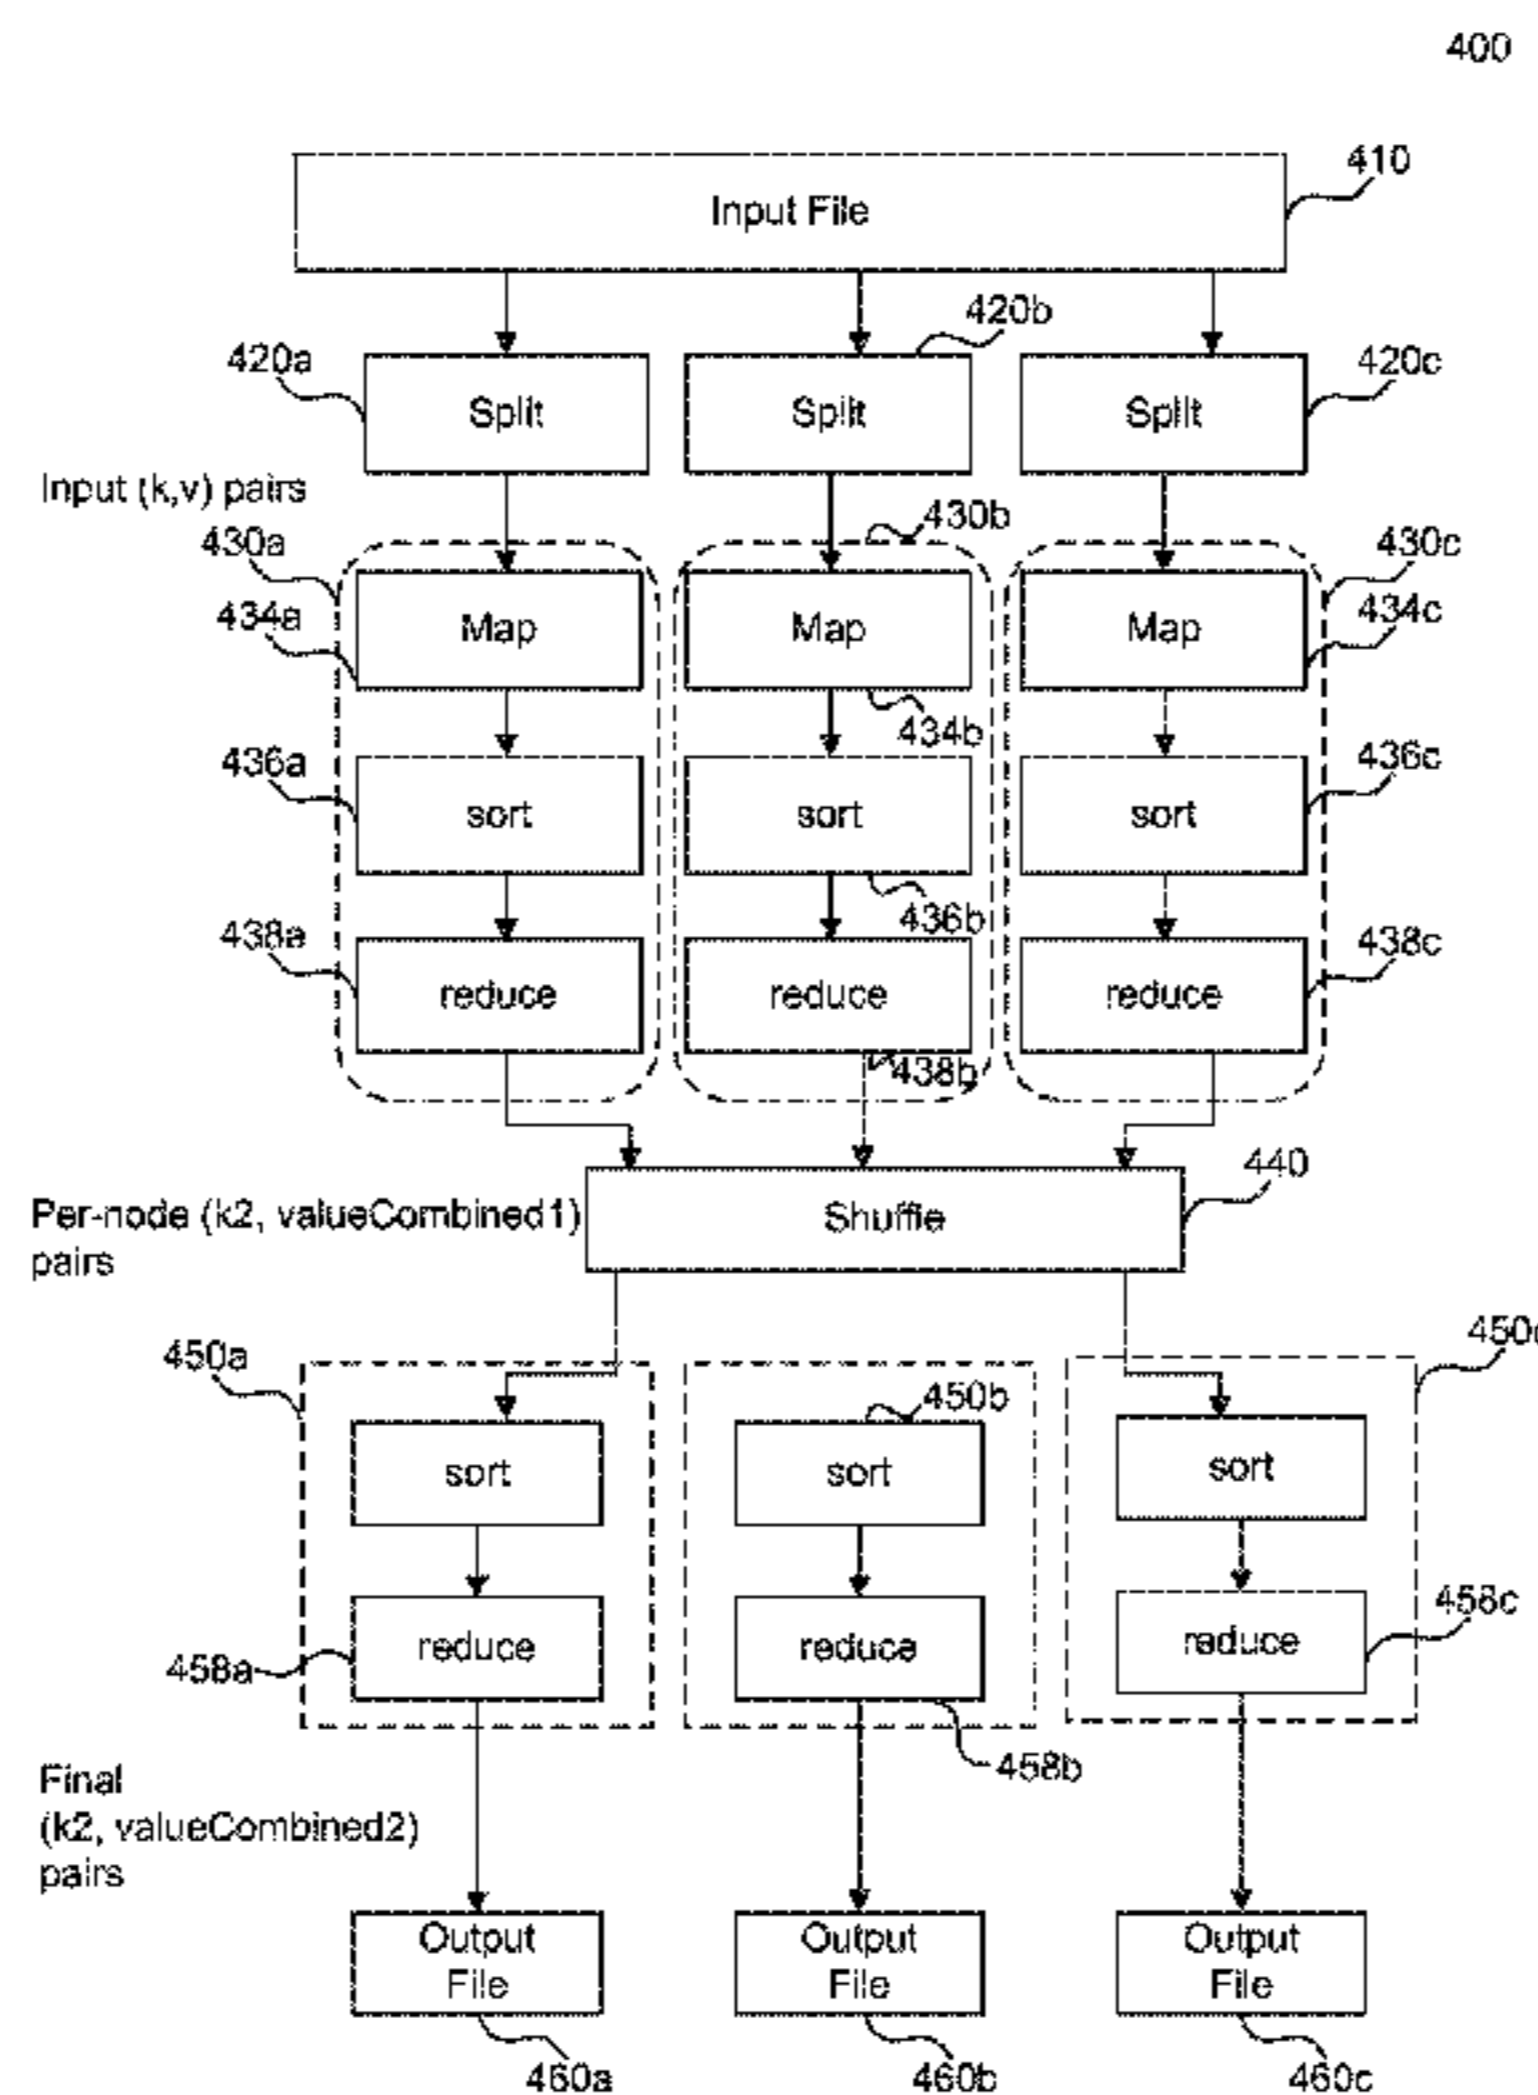 400
410
Input File
420b
420a
420c
Split
Split
Split
Input (k,v) pairs
430b
430a
430c
434a
434c
Map
Map
Map
434b
436a
436c
sort
sort
sort
436b
438a
438c
reduce
reduce
reduce
438b
440
Per-node (k2, valueCombined1)
pairs
Shuffle
450a
450b
450c
sort
sort
sort
458c
reduce
reduce
reduce
458a
458b
Final
(k2, valueCombined2)
pairs
Output
File
Output
File
Output
File
460a
460b
460c